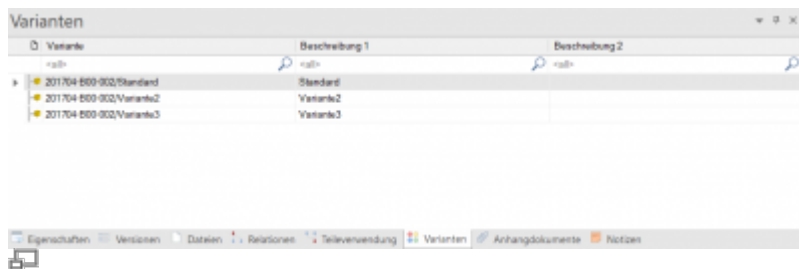 Varianten
Variante Beschreibung 1 Beschreibung 2
<all> <all> <all>
201704-B00-002/Standard Standard
201704-B00-002/Variante2 Variante2
201704-B00-002/Variante3 Variante3
Eigenschaften Versionen Dateien Relationen Teileverwendung Varianten Anhangdokumente Notizen